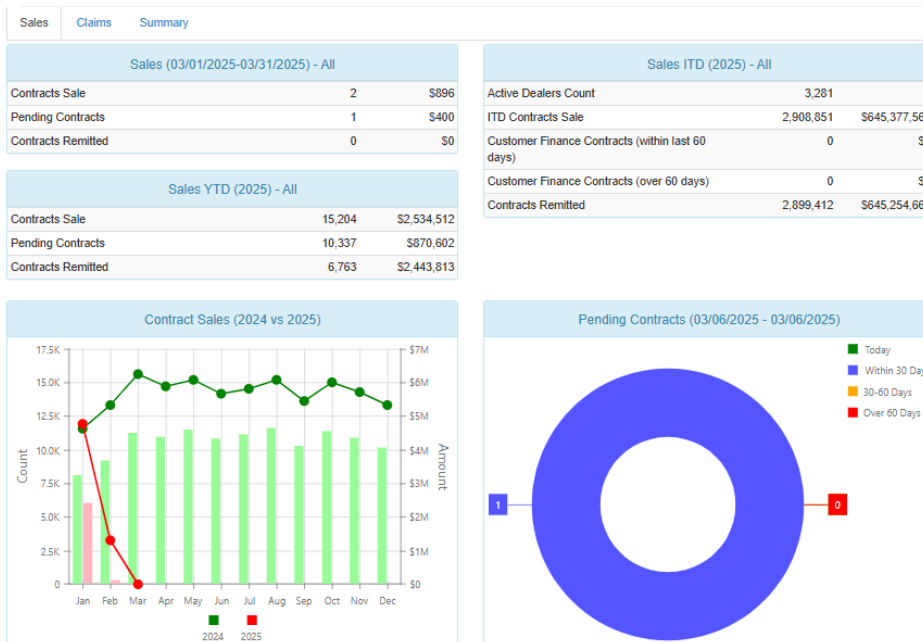 Sales Claims Summary
Sales (03/01/2025-03/31/2025) - All
Contracts Sale 2 $896
Pending Contracts 1 $400
Contracts Remitted 0 $0
Sales YTD (2025) - All
Contracts Sale 15,204 $2,534,512
Pending Contracts 10,337 $870,602
Contracts Remitted 6,763 $2,443,813
Sales ITD (2025) - All
Active Dealers Count 3,281
ITD Contracts Sale 2,908,851 $645,377,56
Customer Finance Contracts (within last 60
days) 0 $
Customer Finance Contracts (over 60 days) 0 $
Contracts Remitted 2,899,412 $645,254,66
Contract Sales (2024 vs 2025)
17.5K $7M
15.0K $6M
12.5K $5M
10.0K $4M
7.5K $3M
5.0K $2M
2.5K $1M
0 $0
Count
Amount
Jan Feb Mar Apr May Jun Jul Aug Sep Oct Nov Dec
2024 2025
Pending Contracts (03/06/2025 - 03/06/2025)
Today
Within 30 Day
30-60 Days
Over 60 Days
1
0